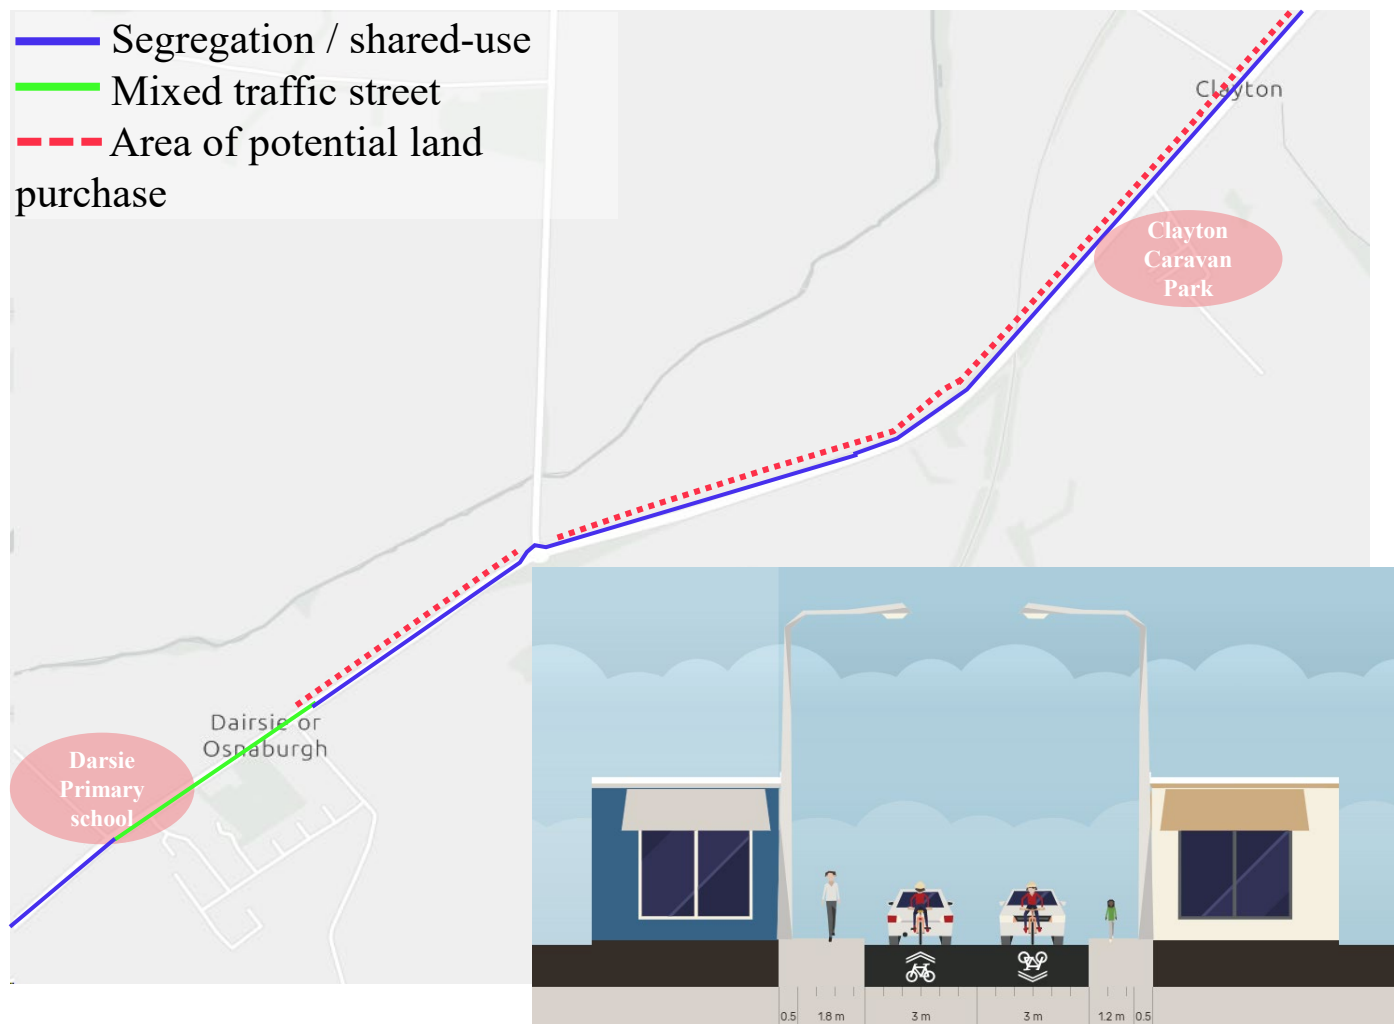 Segregation / shared-use
Mixed traffic street
Area of potential land
purchase
Clayton
Clayton
Caravan
Park
Dairsie or
Osnaburgh
Darsie
Primary
school
0.5 1.8 m 3 m 3 m 1.2 m 0.5